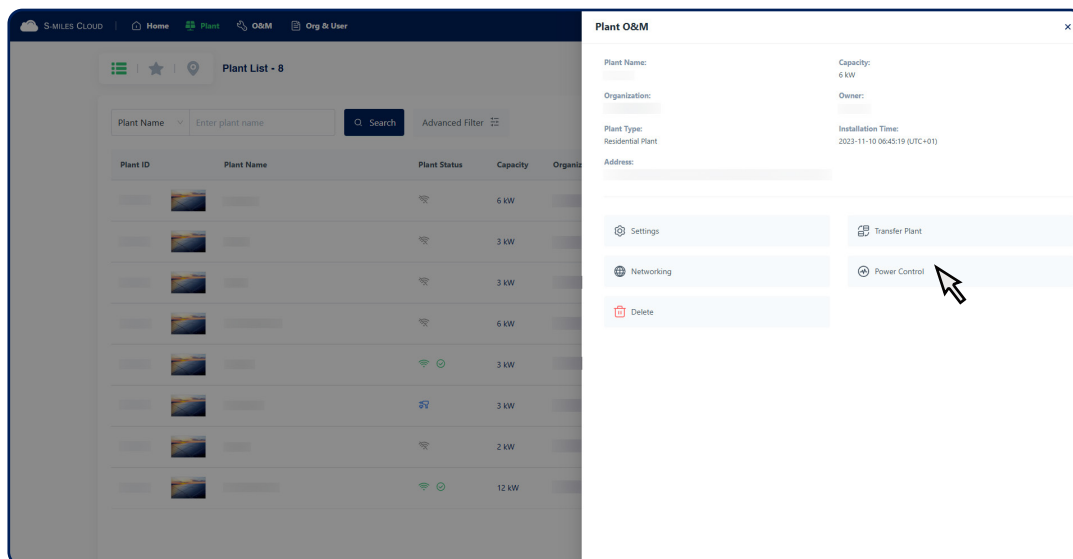 S-MILES CLOUD Home Plant O&M Org & User
Plant List - 8
Plant Name Enter plant name Search Advanced Filter
Plant ID Plant Name Plant Status Capacity Organiz
6 kW
3 kW
3 kW
6 kW
3 kW
3 kW
2 kW
12 kW
Plant O&M
Plant Name: Capacity:
6 kW
Organization: Owner:
Plant Type: Installation Time:
Residential Plant 2023-11-10 06:45:19 (UTC+01)
Address:
Settings Transfer Plant
Networking Power Control
Delete